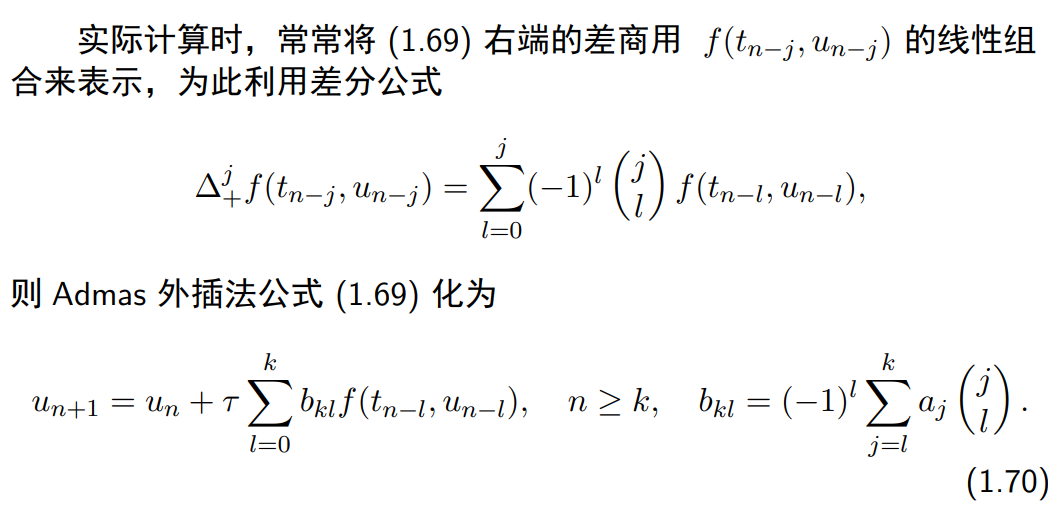 实际计算时，常常将 (1.69) 右端的差商用 $f(t_{n-j}, u_{n-j})$ 的线性组
合来表示，为此利用差分公式
$$\Delta_+^j f(t_{n-j}, u_{n-j}) = \sum_{l=0}^{j} (-1)^l \binom{j}{l} f(t_{n-l}, u_{n-l}),$$
则 Admas 外插法公式 (1.69) 化为
$$u_{n+1} = u_n + \tau \sum_{l=0}^{k} b_{kl} f(t_{n-l}, u_{n-l}), \quad n \geq k, \quad b_{kl} = (-1)^l \sum_{j=l}^{k} a_j \binom{j}{l}.$$
(1.70)